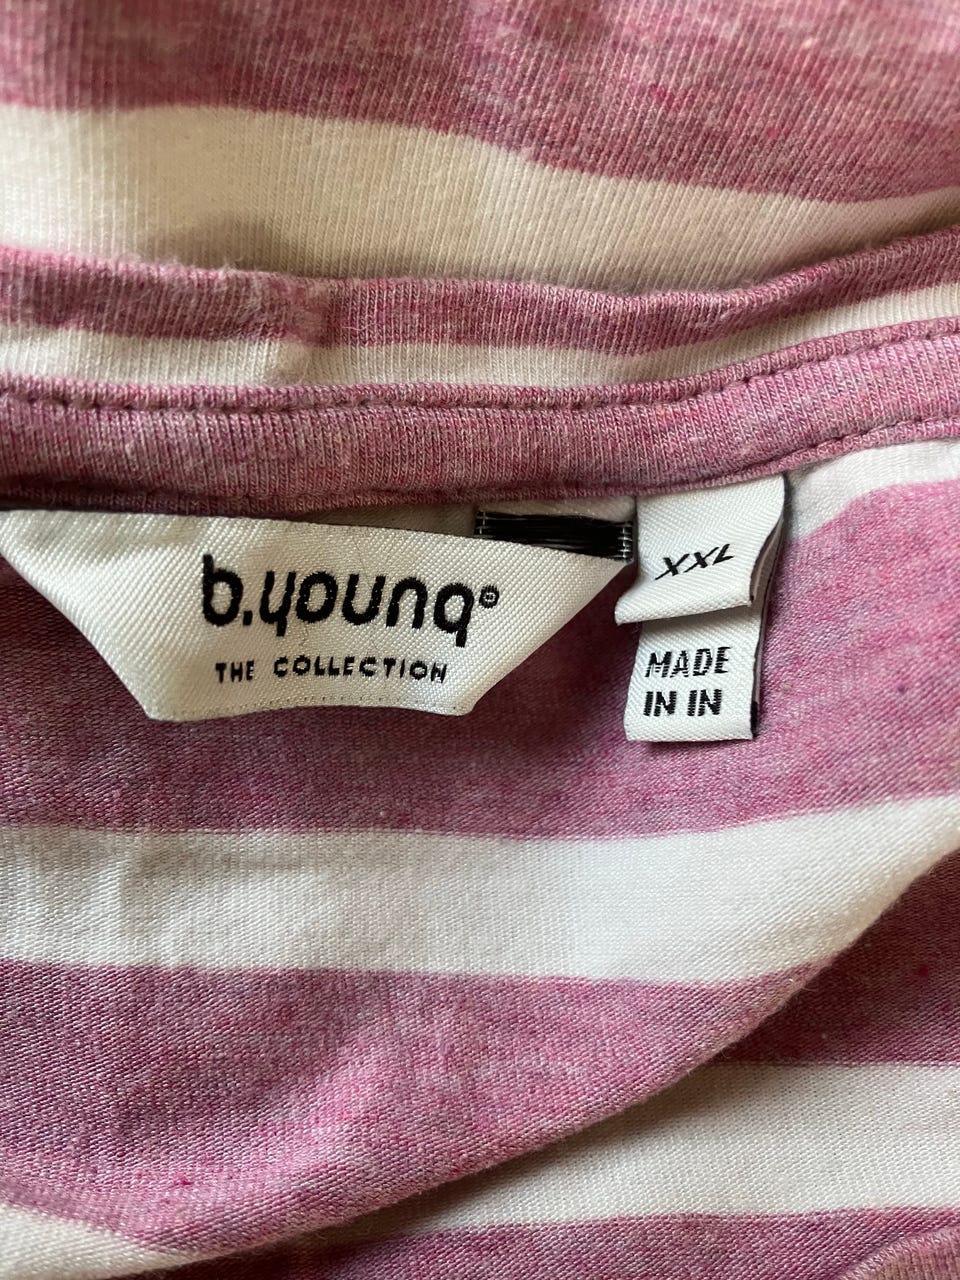 b.young®
THE COLLECTION
XXL
MADE
IN IN